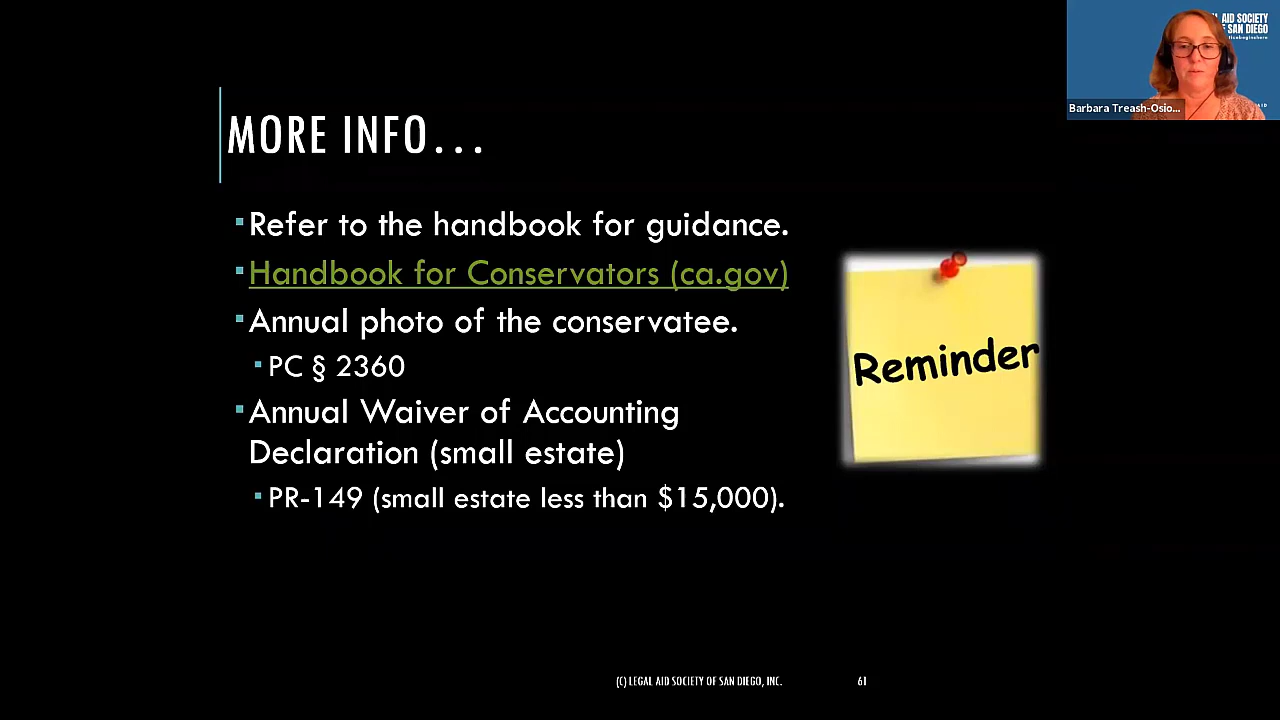 AID SOCIETY
SAN DIEGO
Barbara Treash-Osio...
MORE INFO...
Refer to the handbook for guidance.
Handbook for Conservators (ca.gov)
Annual photo of the conservatee.
PC § 2360
Annual Waiver of Accounting
Declaration (small estate)
PR-149 (small estate less than $15,000).
Reminder
(C) LEGAL AID SOCIETY OF SAN DIEGO, INC.
61